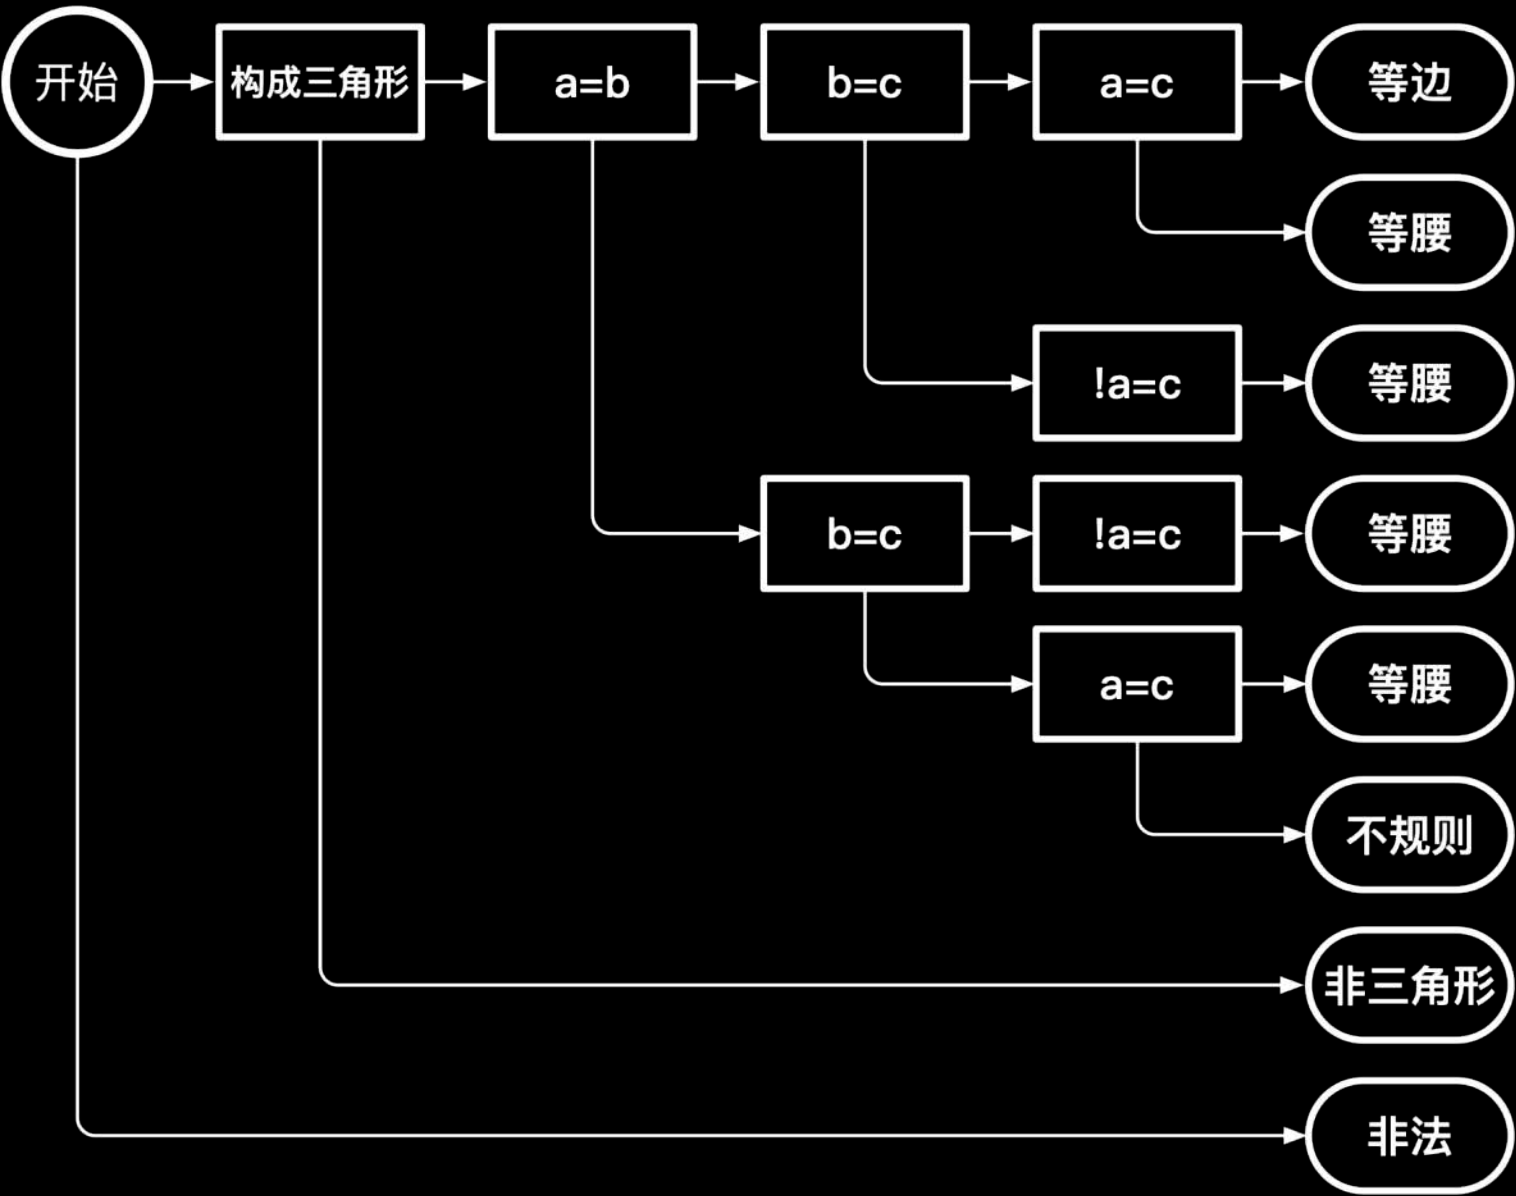 开始
构成三角形
a=b
b=c
a=c
等边
等腰
!a=c
等腰
b=c
!a=c
等腰
a=c
等腰
不规则
非三角形
非法